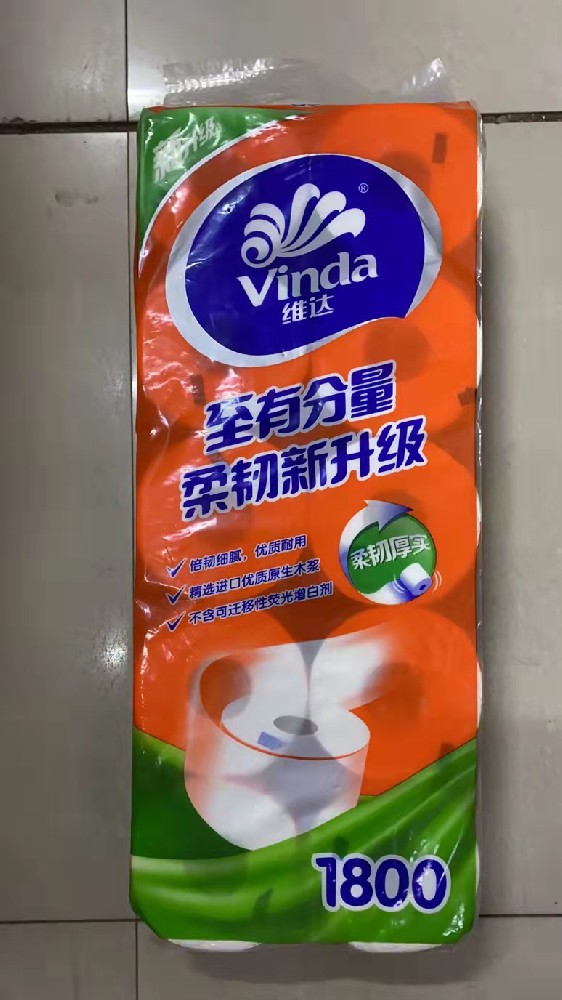 新升级
®
Vinda
维达
至有分量
柔韧新升级
倍韧细腻，优质耐用
精选进口优质原生木浆
不含可迁移性荧光增白剂
柔韧厚实
1800